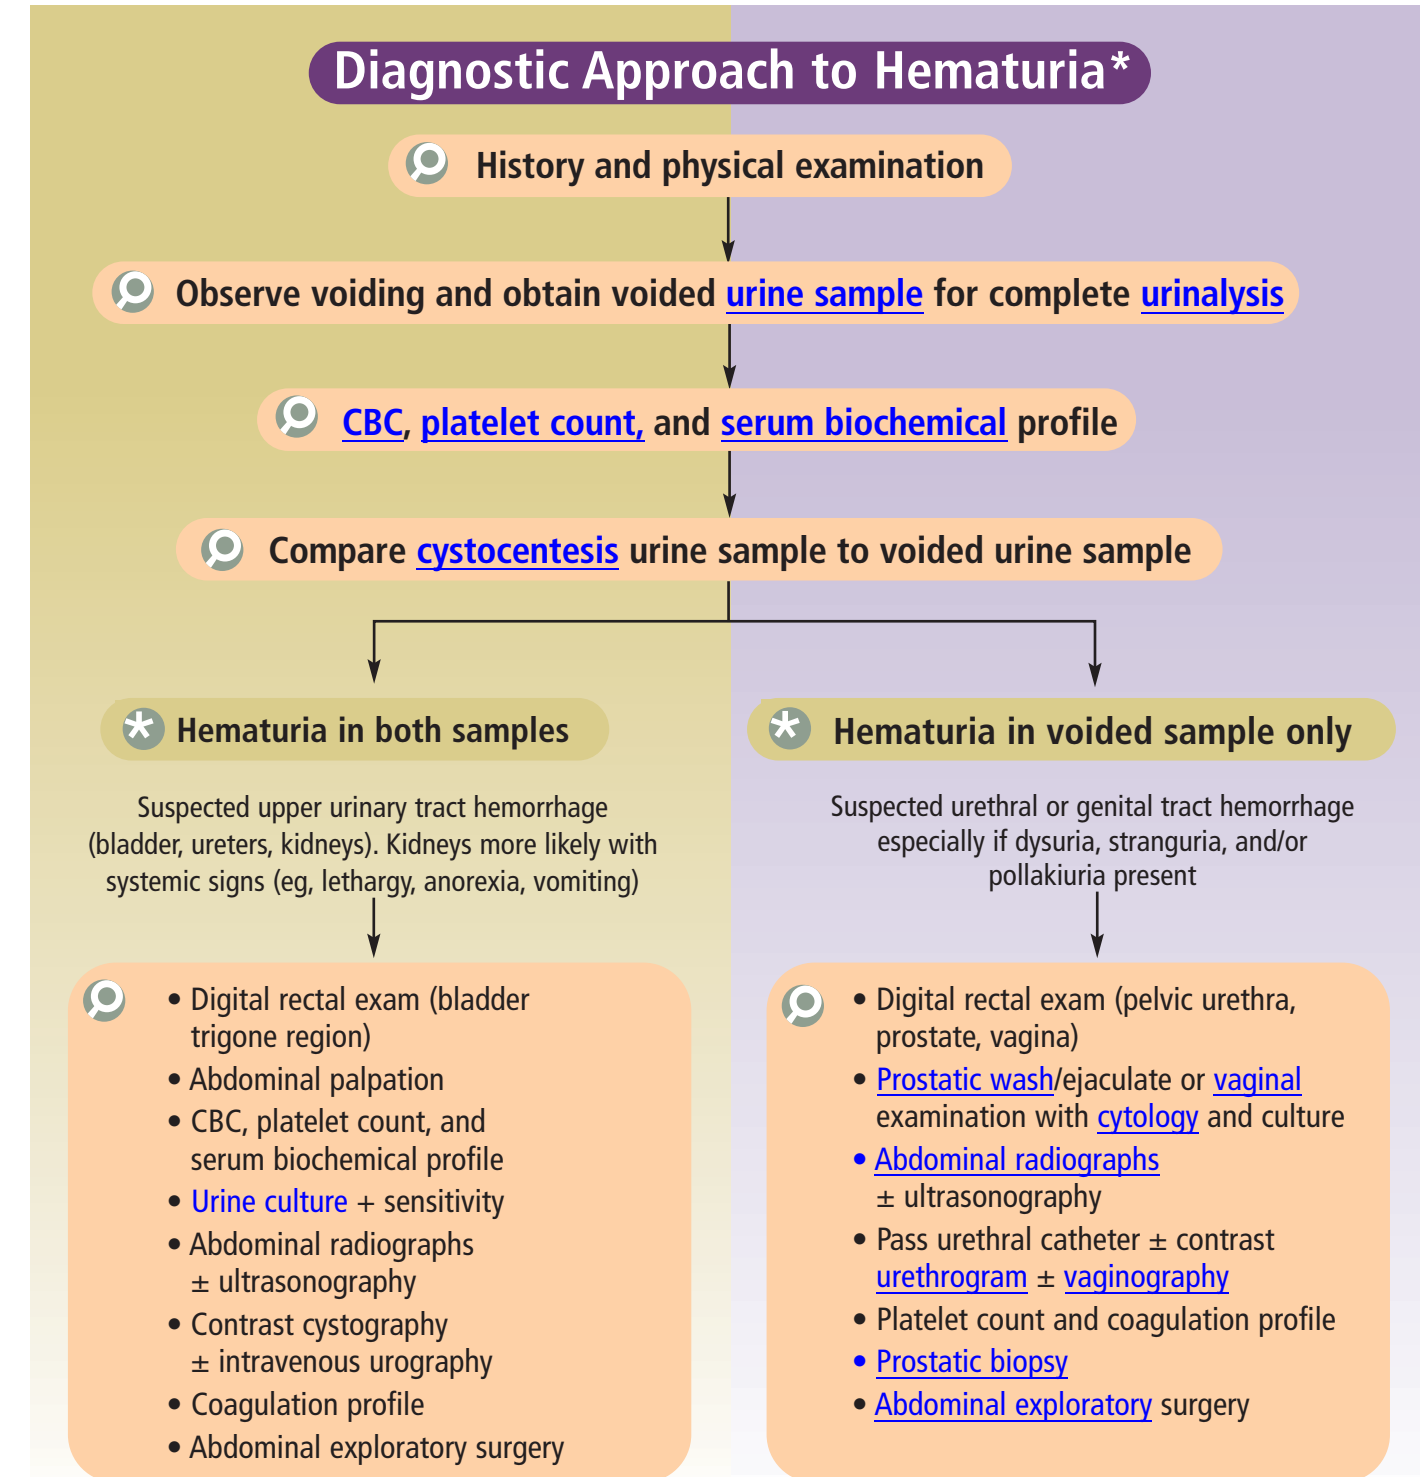 Diagnostic Approach to Hematuria*
History and physical examination
Observe voiding and obtain voided urine sample for complete urinalysis
CBC, platelet count, and serum biochemical profile
Compare cystocentesis urine sample to voided urine sample
* Hematuria in both samples
Suspected upper urinary tract hemorrhage
(bladder, ureters, kidneys). Kidneys more likely with
systemic signs (eg, lethargy, anorexia, vomiting)
• Digital rectal exam (bladder
trigone region)
• Abdominal palpation
• CBC, platelet count, and
serum biochemical profile
• Urine culture + sensitivity
• Abdominal radiographs
± ultrasonography
• Contrast cystography
± intravenous urography
• Coagulation profile
• Abdominal exploratory surgery
* Hematuria in voided sample only
Suspected urethral or genital tract hemorrhage
especially if dysuria, stranguria, and/or
pollakiuria present
• Digital rectal exam (pelvic urethra,
prostate, vagina)
• Prostatic wash/ejaculate or vaginal
examination with cytology and culture
• Abdominal radiographs
± ultrasonography
• Pass urethral catheter ± contrast
urethrogram ± vaginography
• Platelet count and coagulation profile
• Prostatic biopsy
• Abdominal exploratory surgery